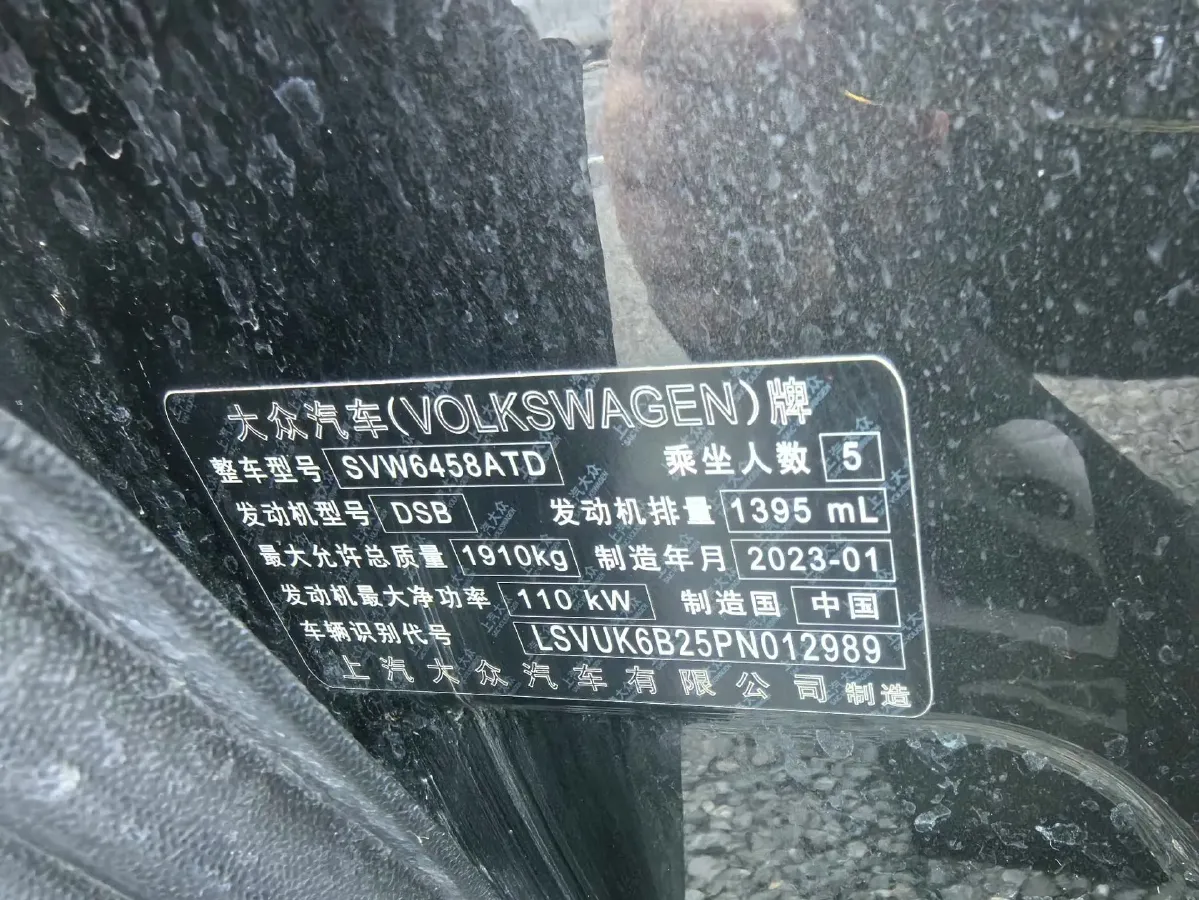 大众汽车(VOLKSWAGEN)牌
整车型号 SVW6458ATD 乘坐人数 5
发动机型号 DSB 发动机排量 1395 mL
最大允许总质量 1910kg 制造年月 2023-01
发动机最大净功率 110 kW 制造国 中国
车辆识别代号 LSVUK6B25PN012989
上汽大众汽车有限公司 制造